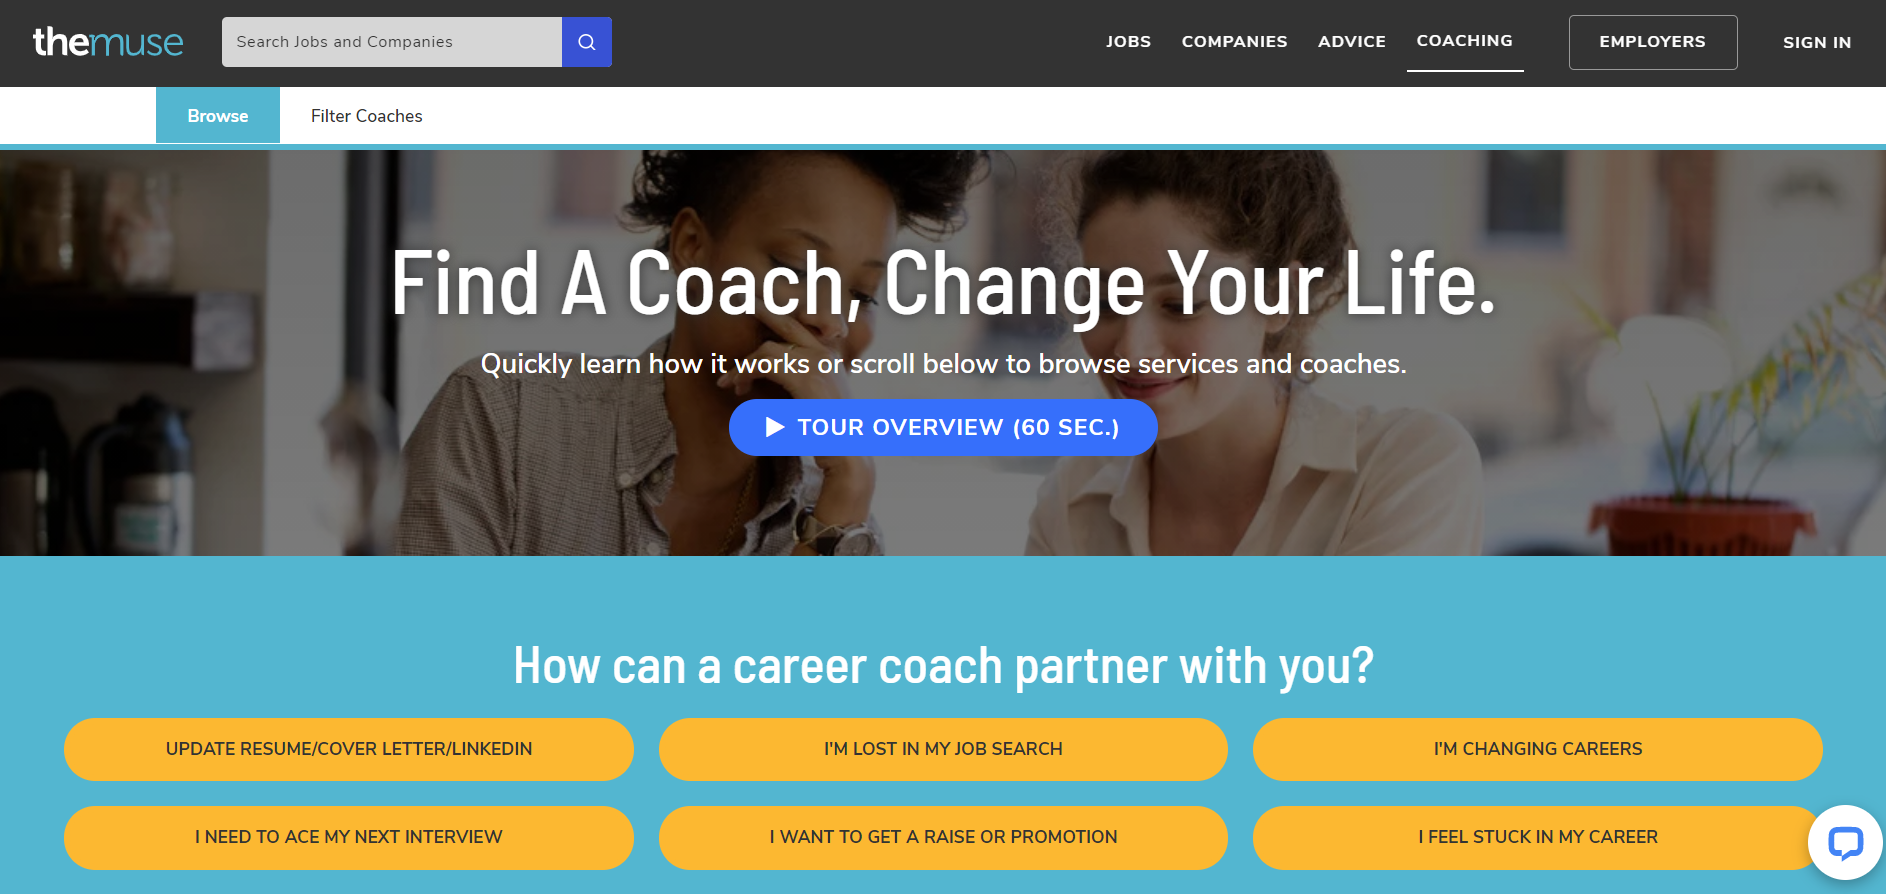 themuse
Search Jobs and Companies
JOBS
COMPANIES
ADVICE
COACHING
EMPLOYERS
SIGN IN
Browse
Filter Coaches
Find A Coach, Change Your Life.
Quickly learn how it works or scroll below to browse services and coaches.
TOUR OVERVIEW (60 SEC.)
How can a career coach partner with you?
UPDATE RESUME/COVER LETTER/LINKEDIN
I'M LOST IN MY JOB SEARCH
I'M CHANGING CAREERS
I NEED TO ACE MY NEXT INTERVIEW
I WANT TO GET A RAISE OR PROMOTION
I FEEL STUCK IN MY CAREER